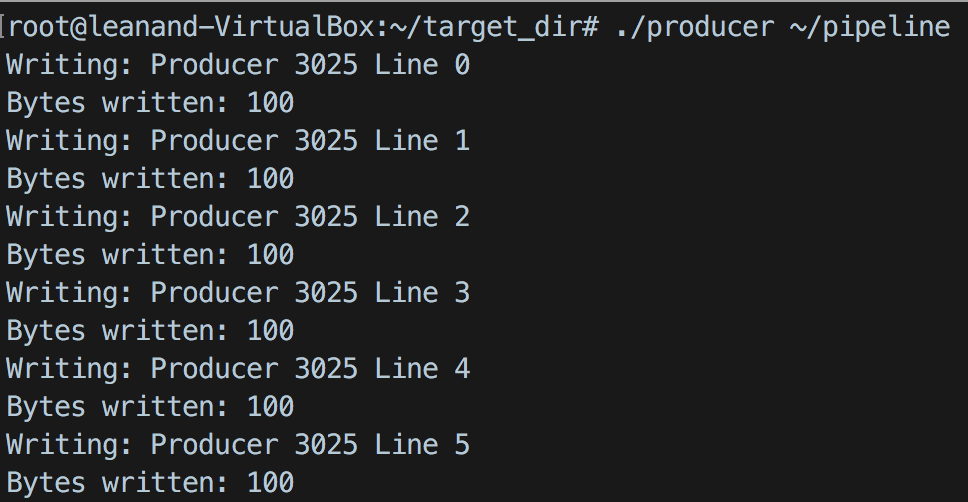 [root@leanand-VirtualBox:~/target_dir# ./producer ~/pipeline
Writing: Producer 3025 Line 0
Bytes written: 100
Writing: Producer 3025 Line 1
Bytes written: 100
Writing: Producer 3025 Line 2
Bytes written: 100
Writing: Producer 3025 Line 3
Bytes written: 100
Writing: Producer 3025 Line 4
Bytes written: 100
Writing: Producer 3025 Line 5
Bytes written: 100